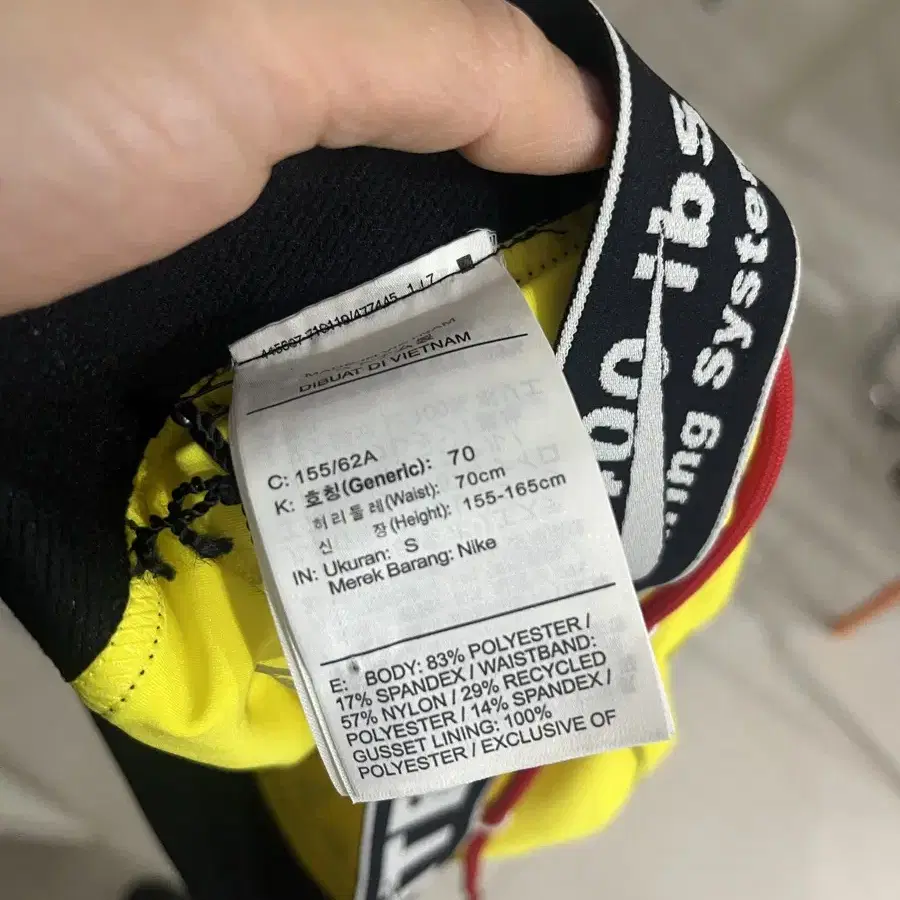 DIBUAT DI VIETNAM
C: 155/62A
K: 호칭(Generic): 70
허리둘레(Waist): 70cm
신 장(Height): 155-165cm
IN: Ukuran: S
Merek Barang: Nike
E: BODY: 83% POLYESTER /
17% SPANDEX / WAISTBAND:
57% NYLON / 29% RECYCLED
POLYESTER / 14% SPANDEX /
GUSSET LINING: 100%
POLYESTER / EXCLUSIVE OF
lbs